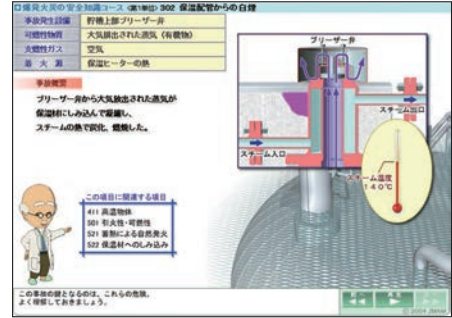 爆発火災の安全知識コース <第1単位> 302 保温配管からの白煙
事故発生設備 貯槽上部ブリーザー弁
可燃性物質 大気放出された蒸気（有機物）
支燃性ガス 空気
着火源 保温ヒーターの熱
事故概要
ブリーザー弁から大気放出された蒸気が
保温材にしみ込んで凝縮し、
スチームの熱で炭化、燃焼した。
ブリーザー弁
スチーム出口
スチーム入口
スチーム温度
140℃
この項目に関連する項目
411 高温物体
501 引火性・可燃性
521 蓄熱による自然発火
522 保温材へのしみ込み
この事故の鍵となるのは、これらの危険。
よく理解しておきましょう。